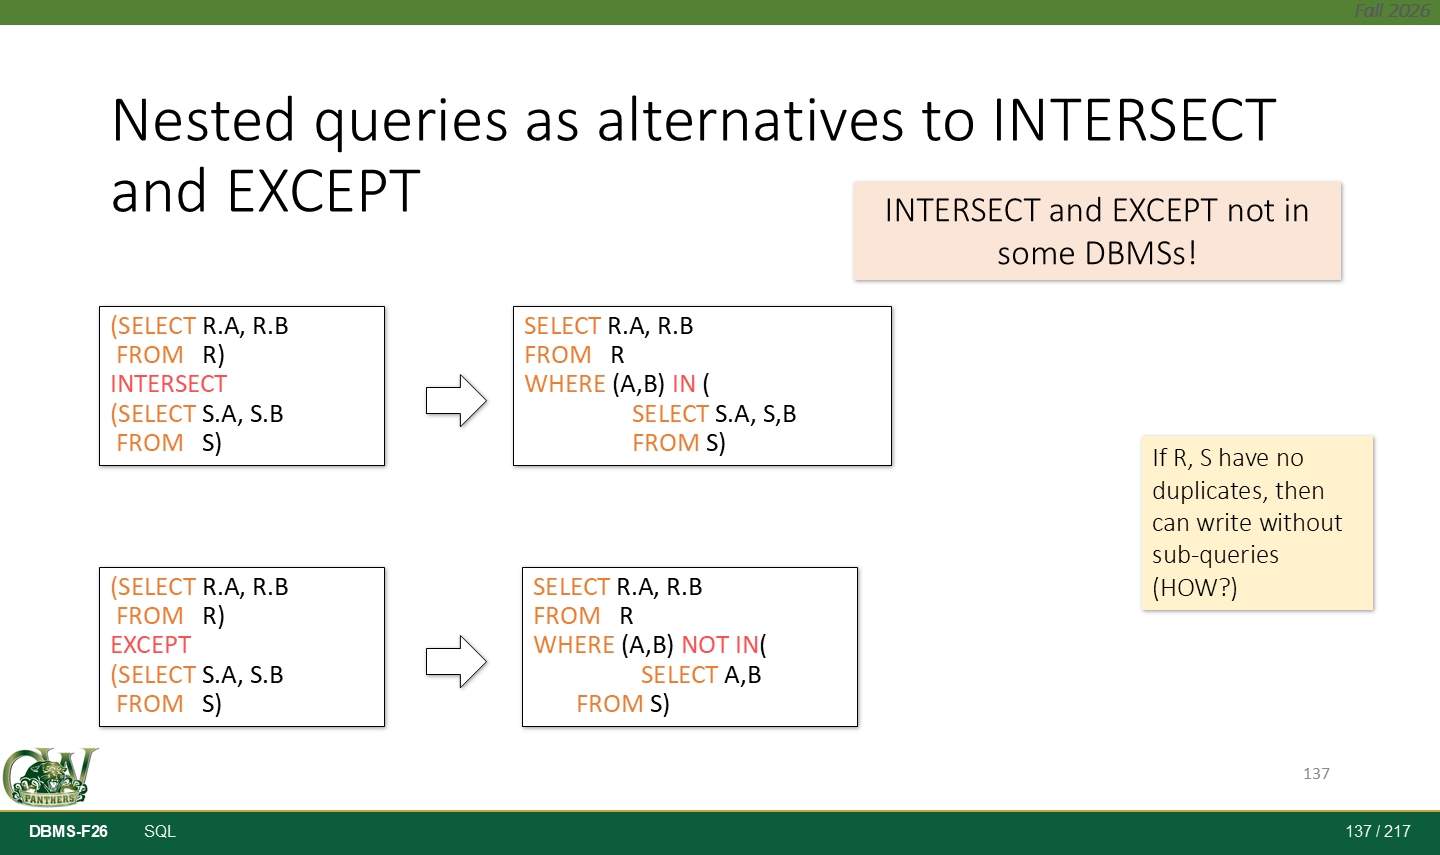 Fall 2026
Nested queries as alternatives to INTERSECT
and EXCEPT
INTERSECT and EXCEPT not in
some DBMSs!
(SELECT R.A, R.B
FROM R)
INTERSECT
(SELECT S.A, S.B
FROM S)
SELECT R.A, R.B
FROM R
WHERE (A,B) IN (
SELECT S.A, S,B
FROM S)
If R, S have no
duplicates, then
can write without
sub-queries
(HOW?)
(SELECT R.A, R.B
FROM R)
EXCEPT
(SELECT S.A, S.B
FROM S)
SELECT R.A, R.B
FROM R
WHERE (A,B) NOT IN(
SELECT A,B
FROM S)
OW
PANTHERS
137
DBMS-F26 SQL 137 / 217